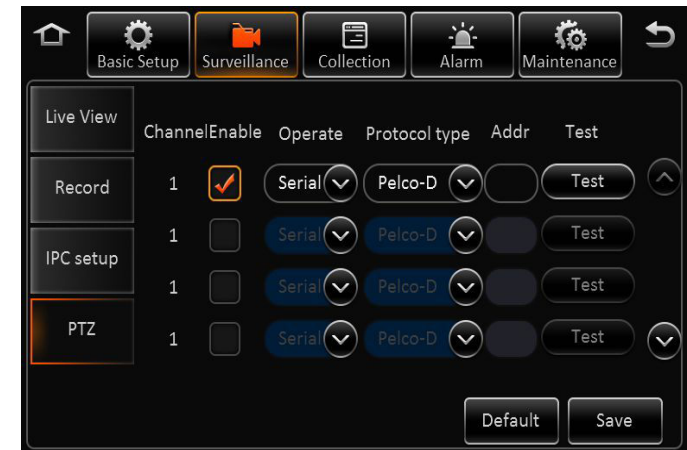 Basic Setup Surveillance Collection Alarm Maintenance
Live View
Record
IPC setup
PTZ
Channel Enable Operate Protocol type Addr Test
1 Serial Pelco-D Test
1 Serial Pelco-D Test
1 Serial Pelco-D Test
1 Serial Pelco-D Test
Default Save